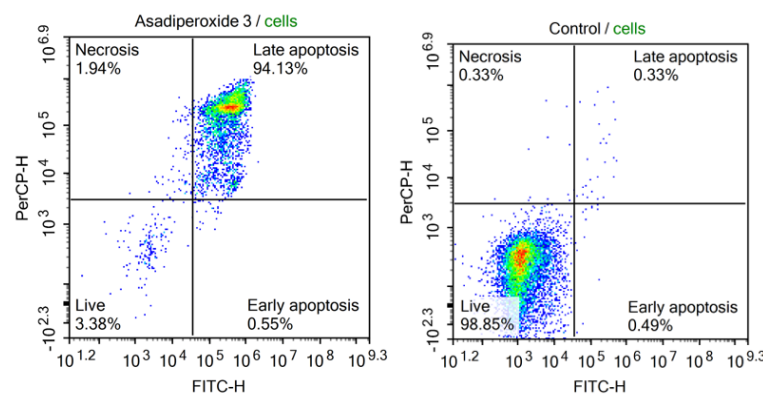 Asadiperoxide 3 / cells
Necrosis
1.94%
Late apoptosis
94.13%
Live
3.38%
Early apoptosis
0.55%
PerCP-H
10^6.9
10^5
10^4
10^3
-10^2.3
10^1.2 10^3 10^4 10^5 10^6 10^7 10^8 10^9.3
FITC-H
Control / cells
Necrosis
0.33%
Late apoptosis
0.33%
Live
98.85%
Early apoptosis
0.49%
PerCP-H
10^6.9
10^5
10^4
10^3
-10^2.3
10^1.2 10^3 10^4 10^5 10^6 10^7 10^8 10^9.3
FITC-H